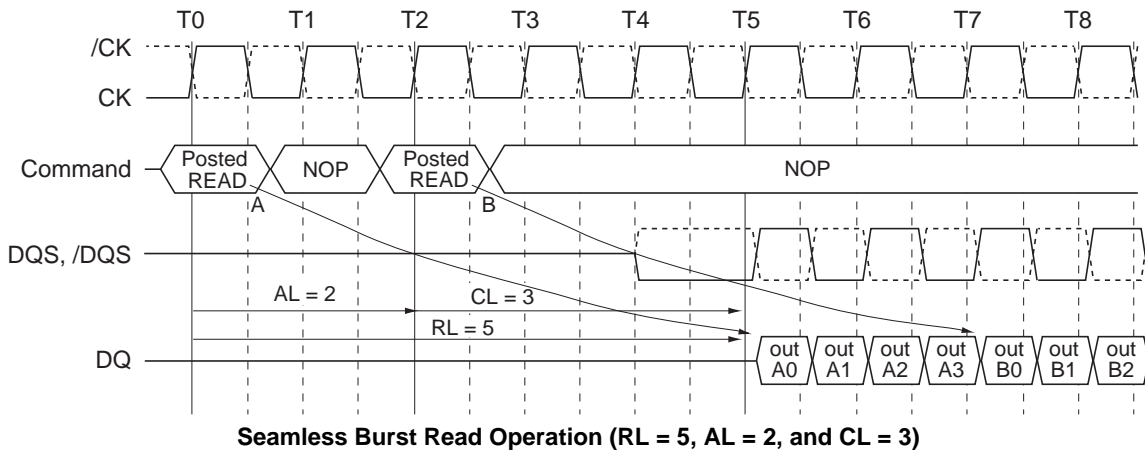 T0 T1 T2 T3 T4 T5 T6 T7 T8
/CK
CK
Command
Posted
READ
NOP
Posted
READ
NOP
A
B
DQS, /DQS
AL = 2
CL = 3
RL = 5
DQ
out
A0
out
A1
out
A2
out
A3
out
B0
out
B1
out
B2
Seamless Burst Read Operation (RL = 5, AL = 2, and CL = 3)